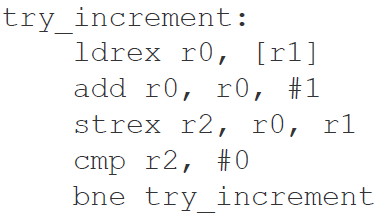 try_increment:
    ldrex r0, [r1]
    add r0, r0, #1
    strex r2, r0, r1
    cmp r2, #0
    bne try_increment